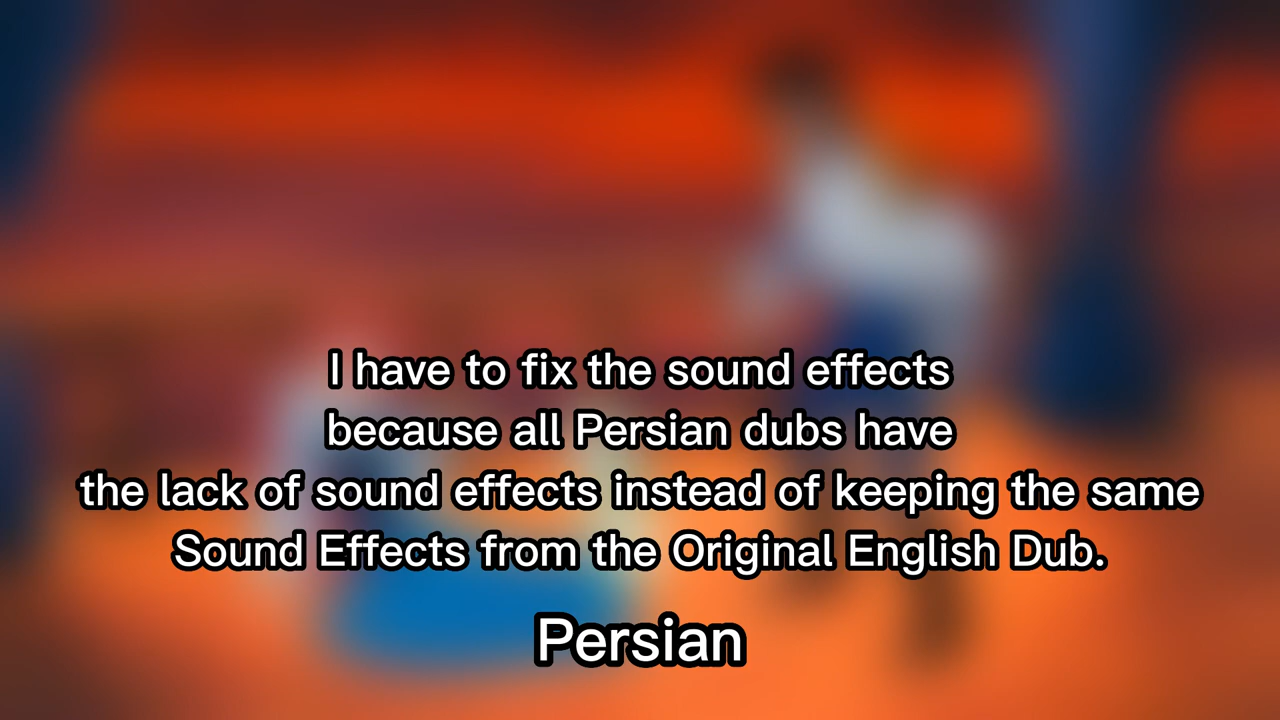 I have to fix the sound effects
because all Persian dubs have
the lack of sound effects instead of keeping the same
Sound Effects from the Original English Dub.
Persian